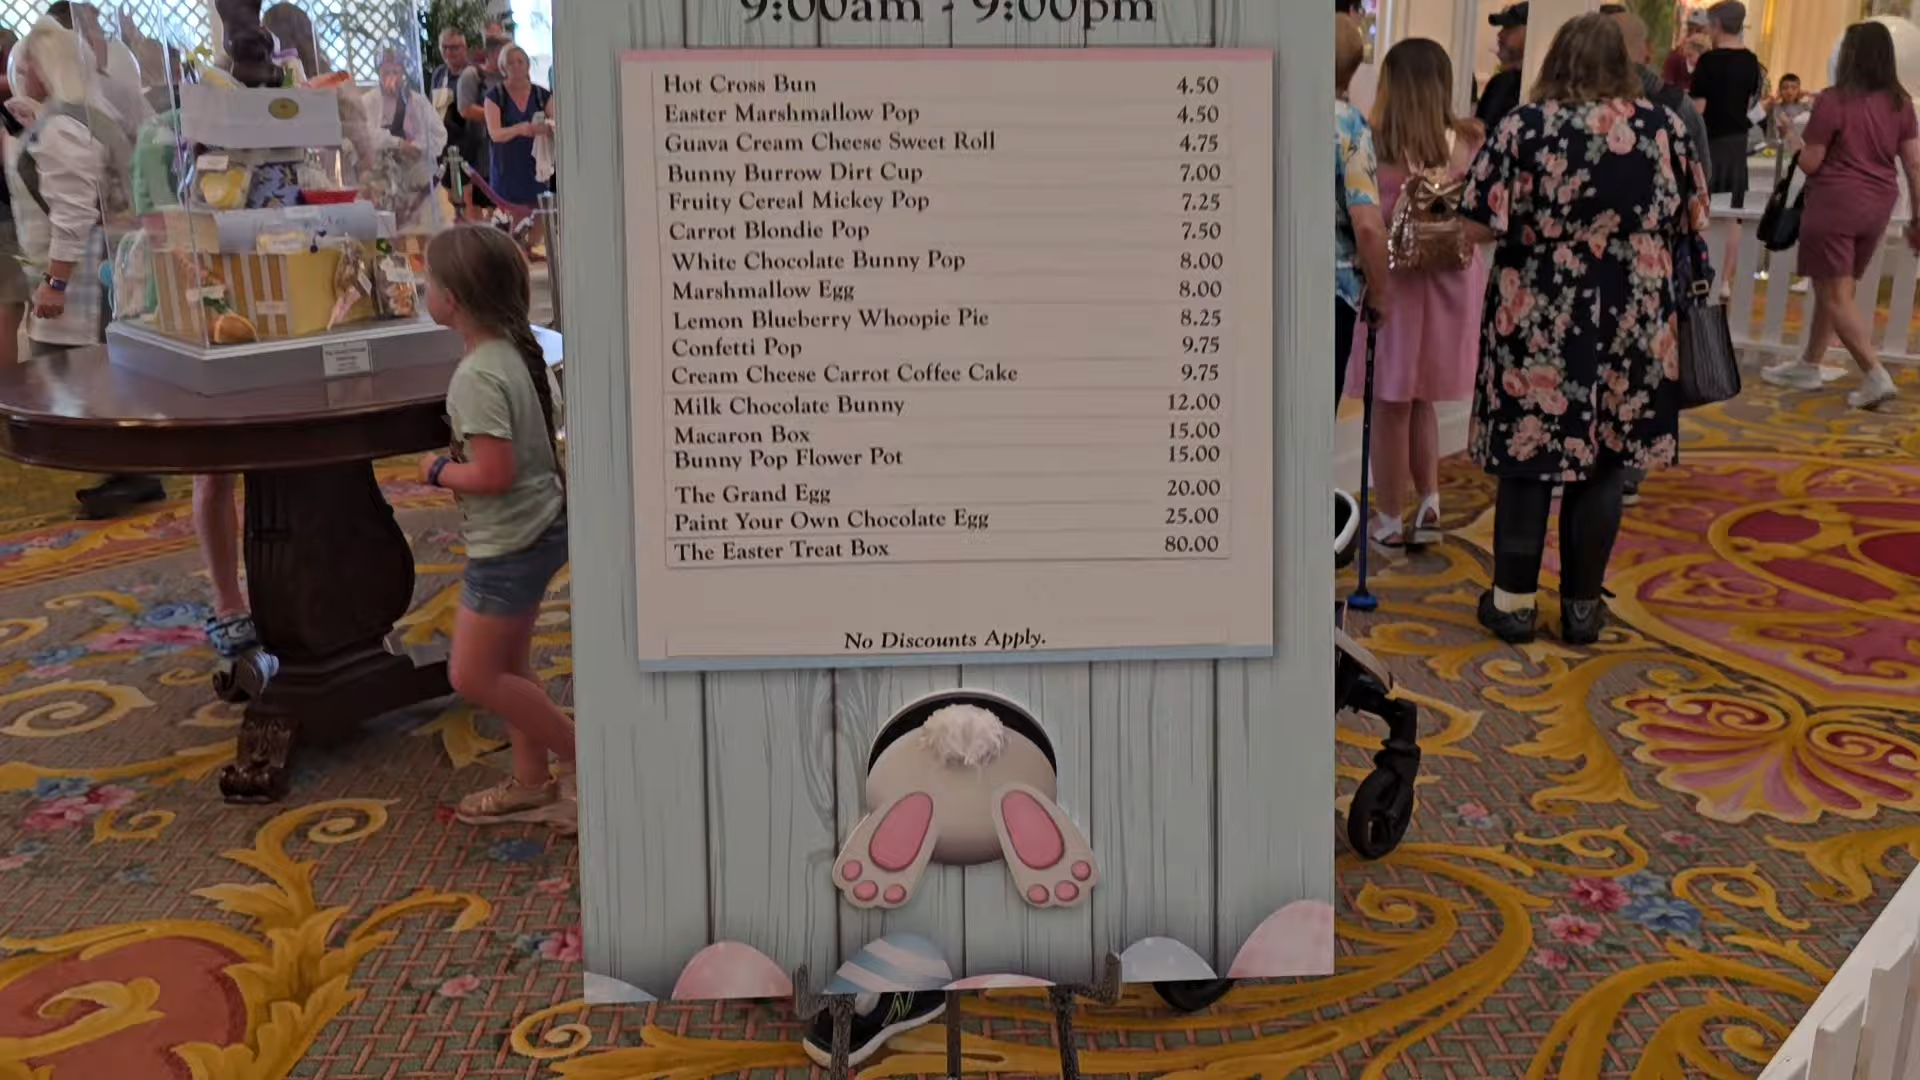 9:00am - 9:00pm
Hot Cross Bun 4.50
Easter Marshmallow Pop 4.50
Guava Cream Cheese Sweet Roll 4.75
Bunny Burrow Dirt Cup 7.00
Fruity Cereal Mickey Pop 7.25
Carrot Blondie Pop 7.50
White Chocolate Bunny Pop 8.00
Marshmallow Egg 8.00
Lemon Blueberry Whoopie Pie 8.25
Confetti Pop 9.75
Cream Cheese Carrot Coffee Cake 9.75
Milk Chocolate Bunny 12.00
Macaron Box 15.00
Bunny Pop Flower Pot 15.00
The Grand Egg 20.00
Paint Your Own Chocolate Egg 25.00
The Easter Treat Box 80.00
No Discounts Apply.